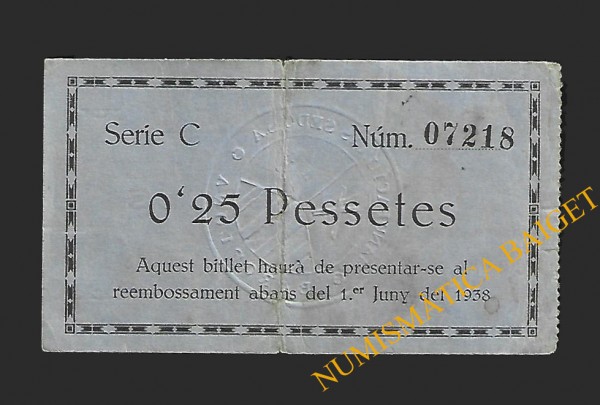 Serie C Núm. 07218
0'25 Pessetes
Aquest bitllet haurà de presentar-se al
reembossament abans del 1.er Juny del 1938
NUMISMATICA BAIGET